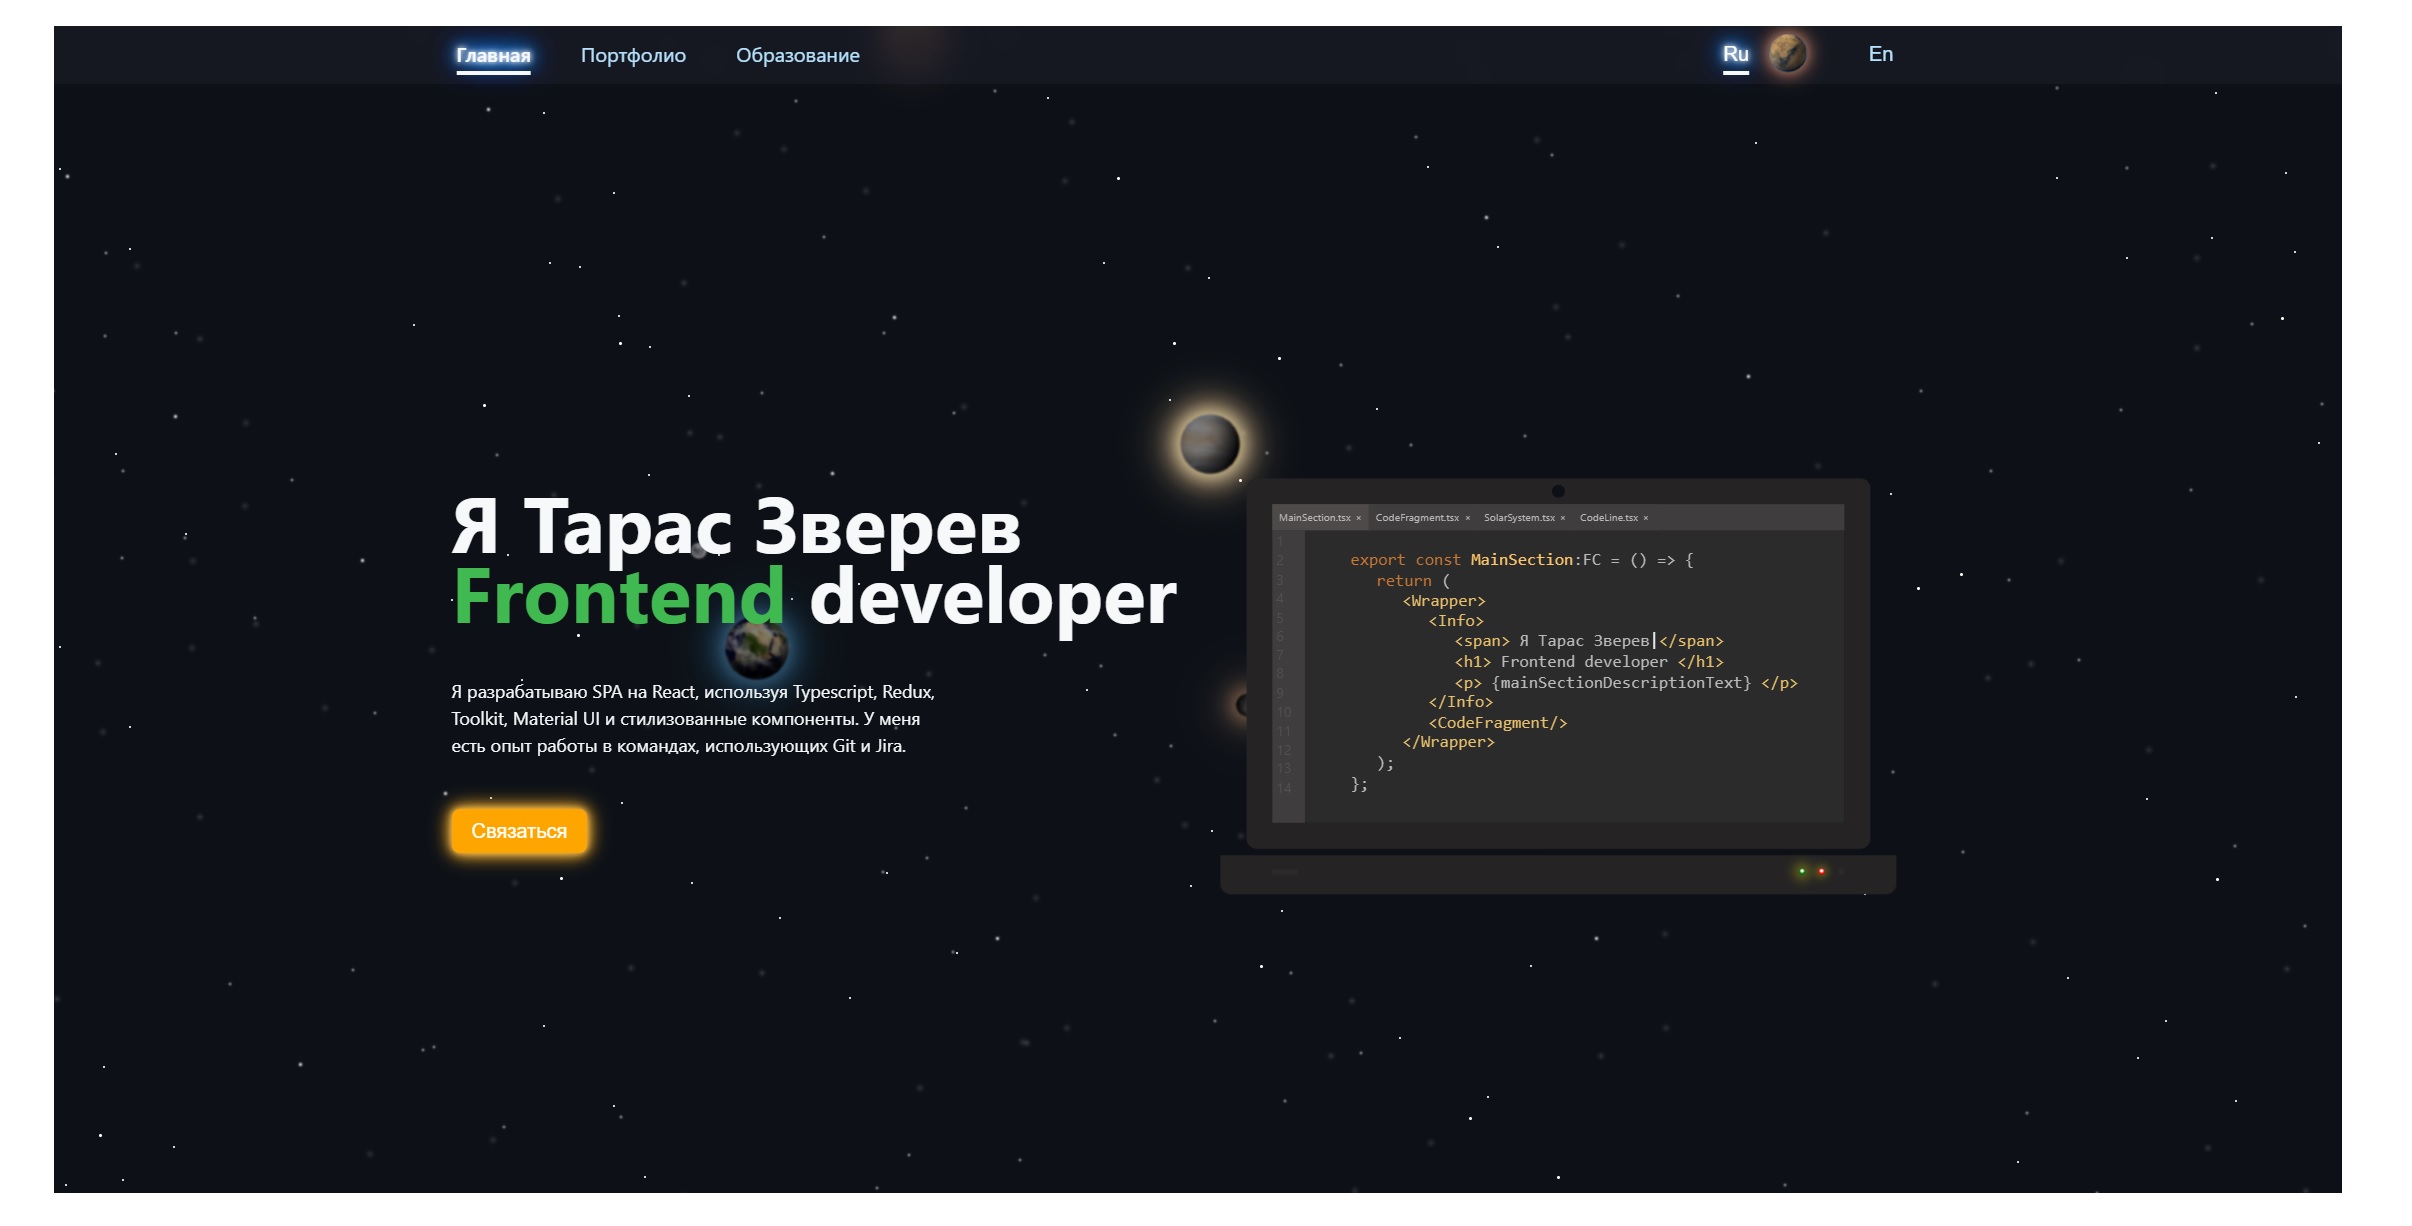 Главная Портфолио Образование Ru En
Я Тарас Зверев
Frontend developer
Я разрабатываю SPA на React, используя Typescript, Redux,
Toolkit, Material UI и стилизованные компоненты. У меня
есть опыт работы в командах, использующих Git и Jira.
Связаться
MainSection.tsx × CodeFragment.tsx × SolarSystem.tsx × CodeLine.tsx ×
1
2 export const MainSection:FC = () => {
3 return (
4 <Wrapper>
5 <Info>
6 <span> Я Тарас Зверев</span>
7 <h1> Frontend developer </h1>
8 <p> {mainSectionDescriptionText} </p>
9 </Info>
10 <CodeFragment/>
11 </Wrapper>
12 );
13 };
14